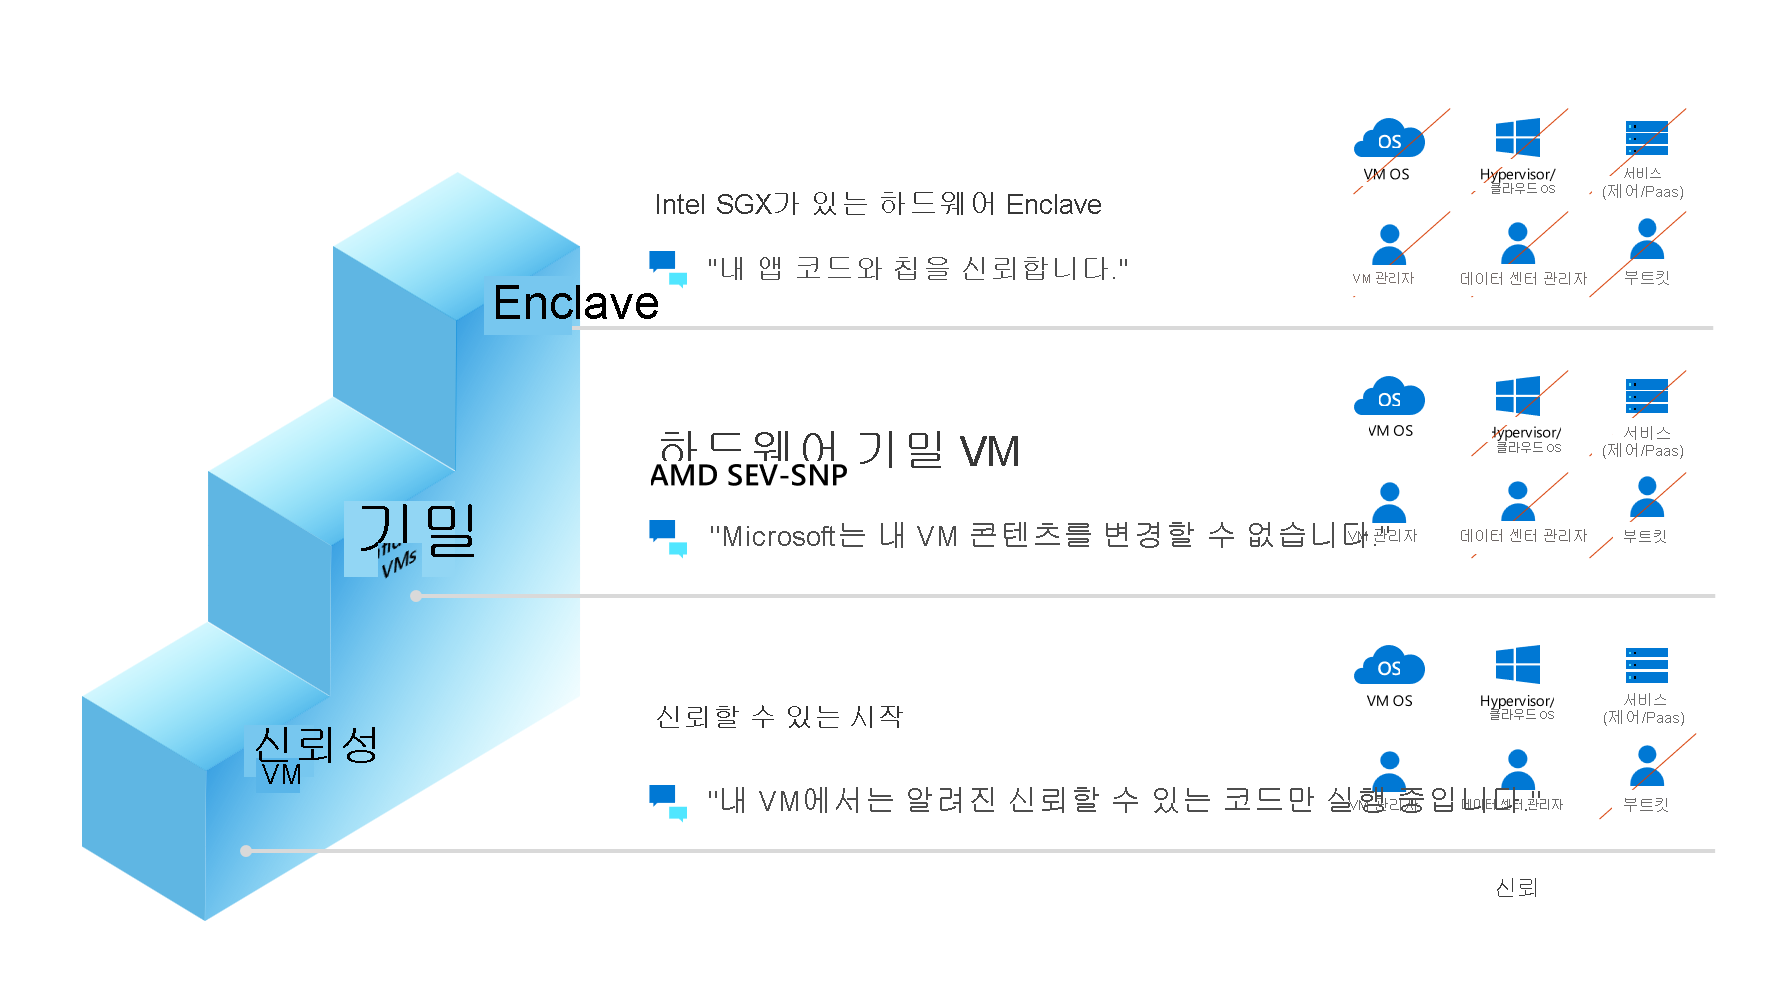 OS
VM OS
Hypervisor/
클라우드 OS
서비스
(제어/Paas)
Intel SGX가 있는 하드웨어 Enclave
"내 앱 코드와 칩을 신뢰합니다."
VM 관리자
데이터 센터 관리자
부트킷
Enclave
OS
VM OS
Hypervisor/
클라우드 OS
서비스
(제어/Paas)
하드웨어 기밀 VM
AMD SEV-SNP
"Microsoft는 내 VM 콘텐츠를 변경할 수 없습니다."
VM 관리자
데이터 센터 관리자
부트킷
기밀
VMs
OS
VM OS
Hypervisor/
클라우드 OS
서비스
(제어/Paas)
신뢰할 수 있는 시작
신뢰성
VM
"내 VM에서는 알려진 신뢰할 수 있는 코드만 실행 중입니다."
VM 관리자
데이터 센터 관리자
부트킷
신뢰